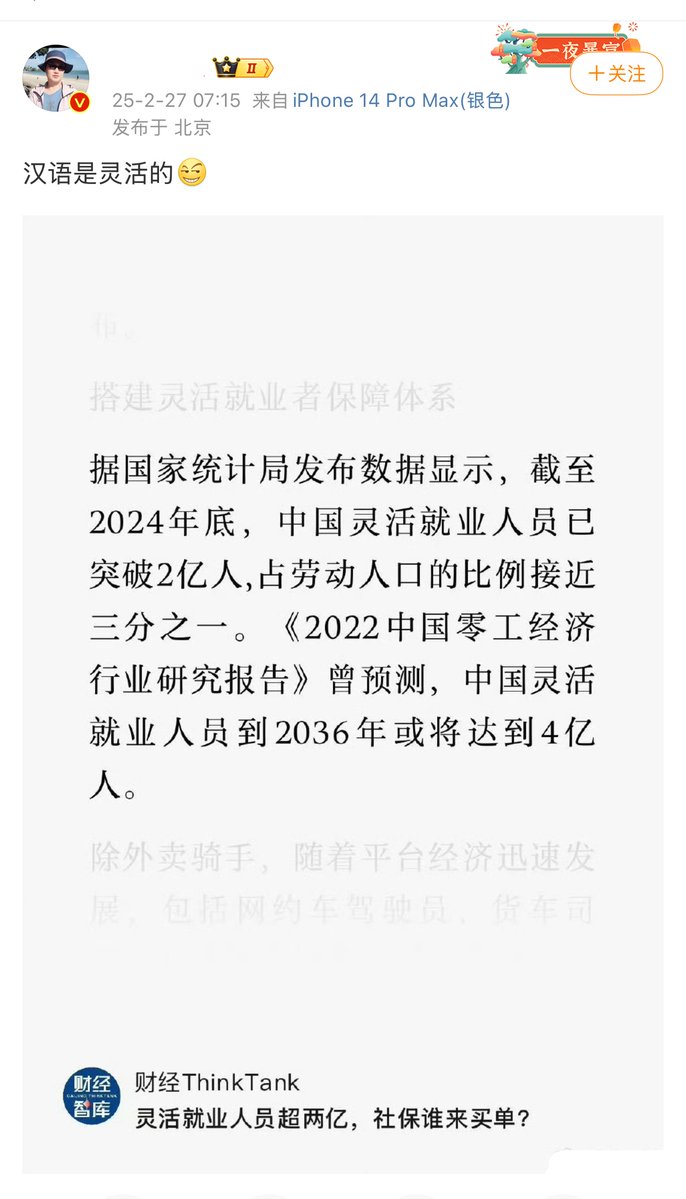 一夜暴富
II
+关注
25-2-27 07:15 来自 iPhone 14 Pro Max(银色)
发布于 北京
汉语是灵活的
布。
搭建灵活就业者保障体系
据国家统计局发布数据显示，截至
2024年底，中国灵活就业人员已
突破2亿人,占劳动人口的比例接近
三分之一。《2022中国零工经济
行业研究报告》曾预测，中国灵活
就业人员到2036年或将达到4亿
人。
除外卖骑手，随着平台经济迅速发
展，包括网约车驾驶员、货车司
财经
CAIJING THINKTANK
智库
财经ThinkTank
灵活就业人员超两亿，社保谁来买单？